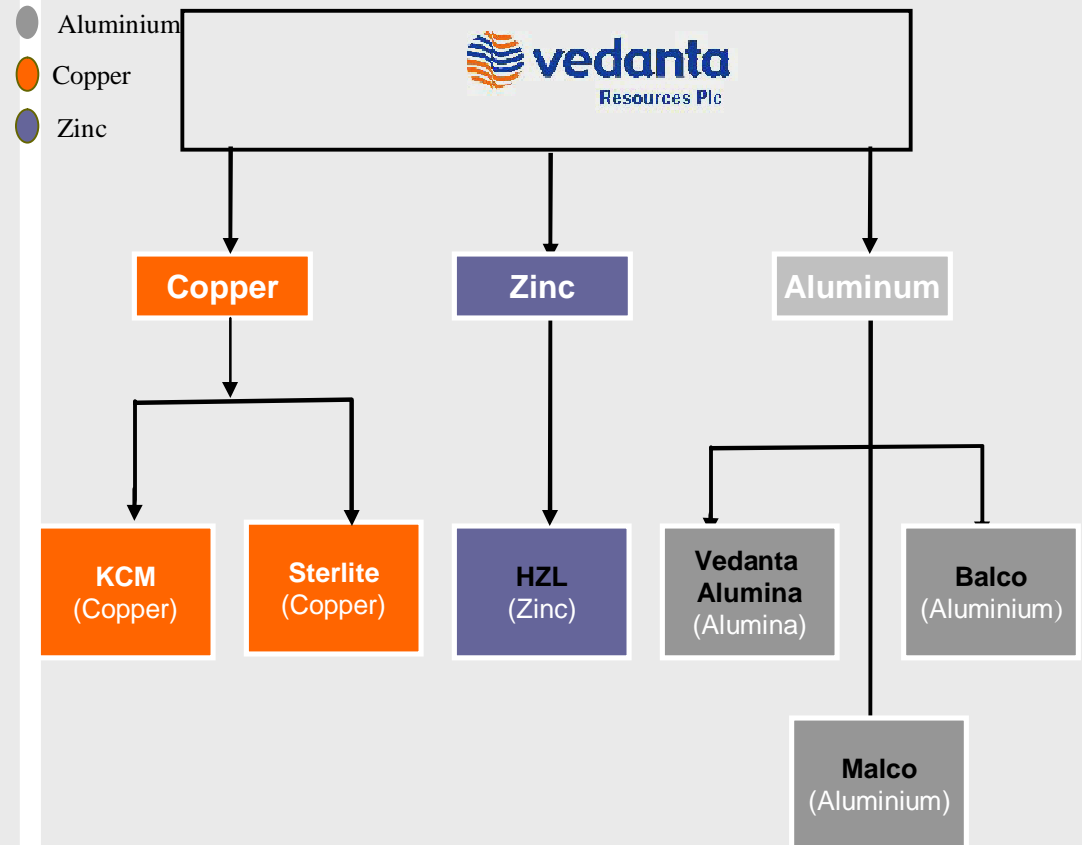 Aluminium
Copper
Zinc
vedanta
Resources Plc
Copper
Zinc
Aluminum
KCM
(Copper)
Sterlite
(Copper)
HZL
(Zinc)
Vedanta
Alumina
(Alumina)
Balco
(Aluminium)
Malco
(Aluminium)